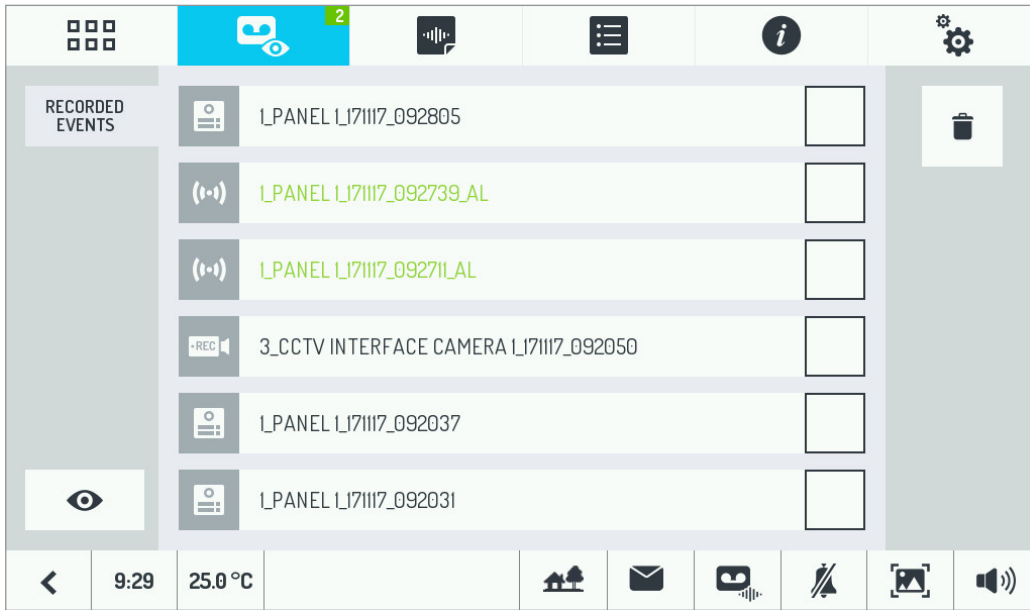 2
i
RECORDED
EVENTS
1_PANEL 1_171117_092805
1_PANEL 1_171117_092739_AL
1_PANEL 1_171117_092711_AL
•REC
3_CCTV INTERFACE CAMERA 1_171117_092050
1_PANEL 1_171117_092037
1_PANEL 1_171117_092031
9:29
25.0 °C